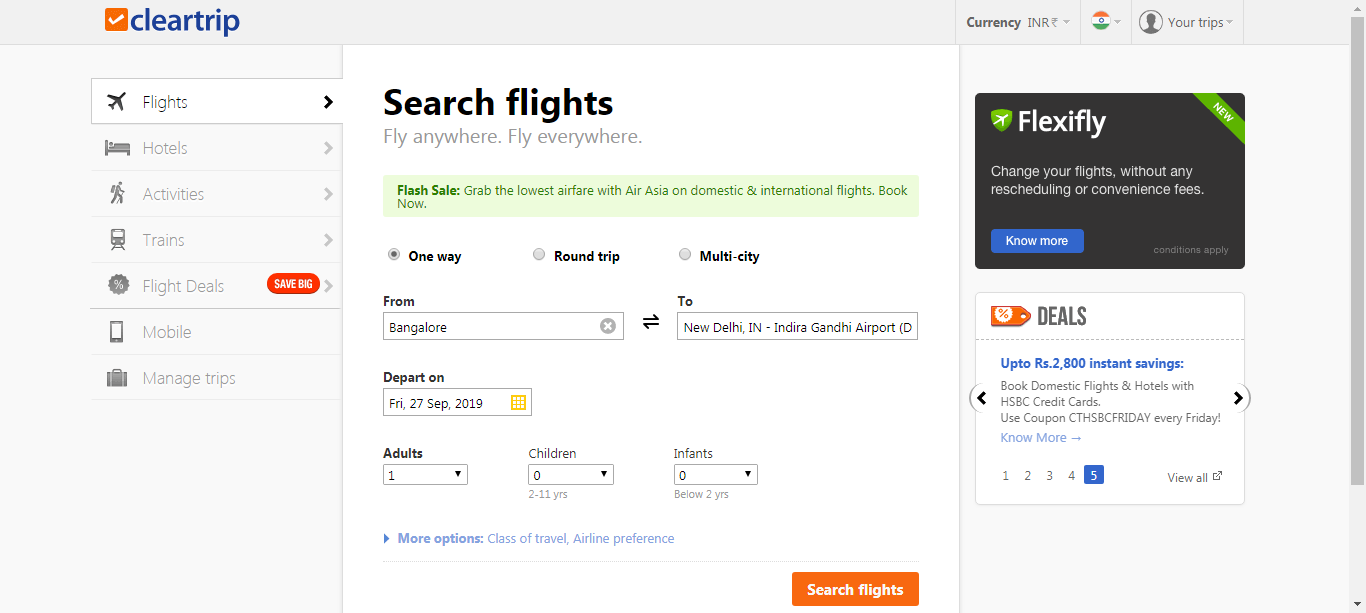 cleartrip
Currency INR₹
Your trips
Flights
Hotels
Activities
Trains
Flight Deals
SAVE BIG
Mobile
Manage trips
Search flights
Fly anywhere. Fly everywhere.
Flash Sale: Grab the lowest airfare with Air Asia on domestic & international flights. Book
Now.
One way
Round trip
Multi-city
From
To
Bangalore
New Delhi, IN - Indira Gandhi Airport (D
Depart on
Fri, 27 Sep, 2019
Adults
Children
Infants
1
0
0
2-11 yrs
Below 2 yrs
More options: Class of travel, Airline preference
Search flights
Flexifly
NEW
Change your flights, without any
rescheduling or convenience fees.
Know more
conditions apply
% DEALS
Upto Rs.2,800 instant savings:
Book Domestic Flights & Hotels with
HSBC Credit Cards.
Use Coupon CTHSBCFRIDAY every Friday!
Know More →
1 2 3 4 5
View all